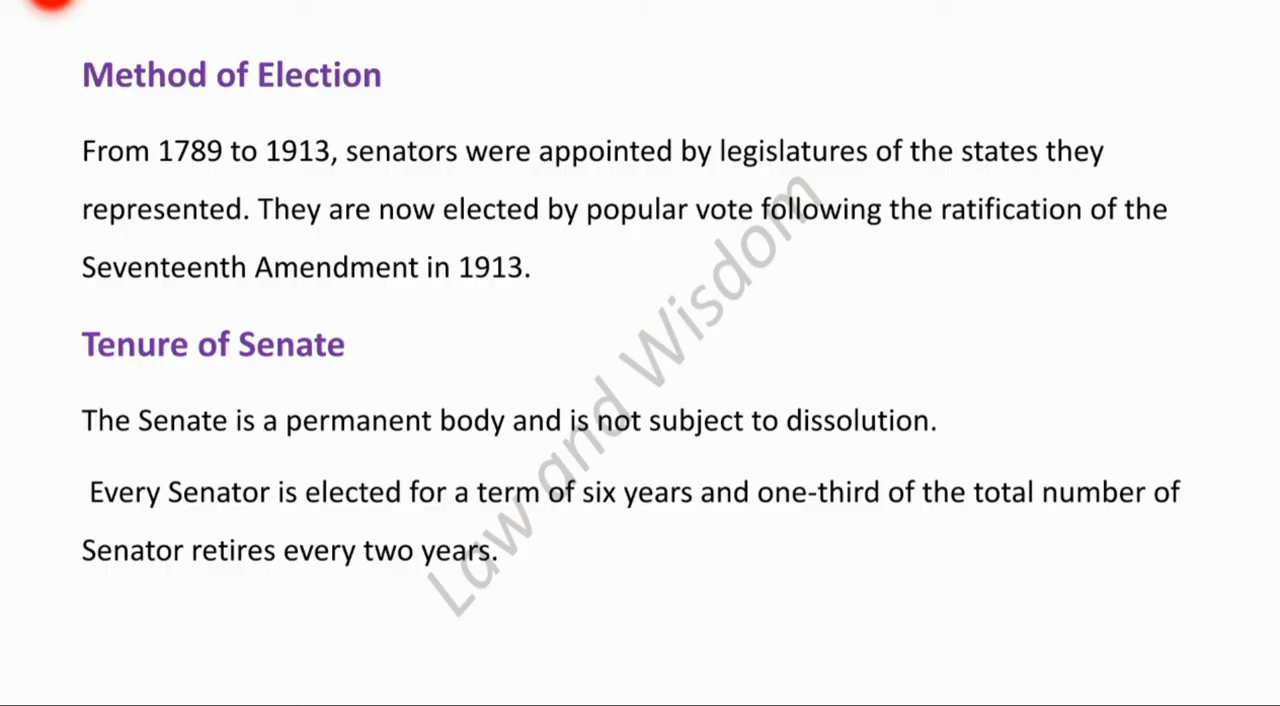 Method of Election
From 1789 to 1913, senators were appointed by legislatures of the states they
represented. They are now elected by popular vote following the ratification of the
Seventeenth Amendment in 1913.
Tenure of Senate
The Senate is a permanent body and is not subject to dissolution.
Every Senator is elected for a term of six years and one-third of the total number of
Senator retires every two years.
Law and Wisdom